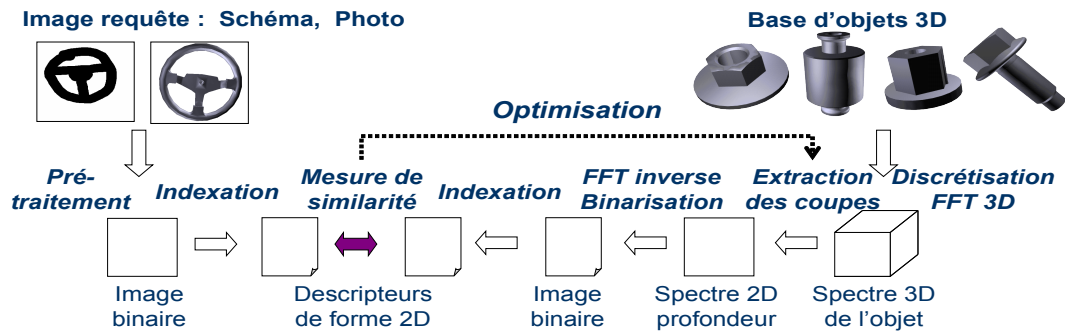 Image requête : Schéma, Photo
Base d'objets 3D
Optimisation
Pré-
traitement
Indexation
Mesure de
similarité
Indexation
FFT inverse
Binarisation
Extraction
des coupes
Discrétisation
FFT 3D
Image
binaire
Descripteurs
de forme 2D
Image
binaire
Spectre 2D
profondeur
Spectre 3D
de l'objet